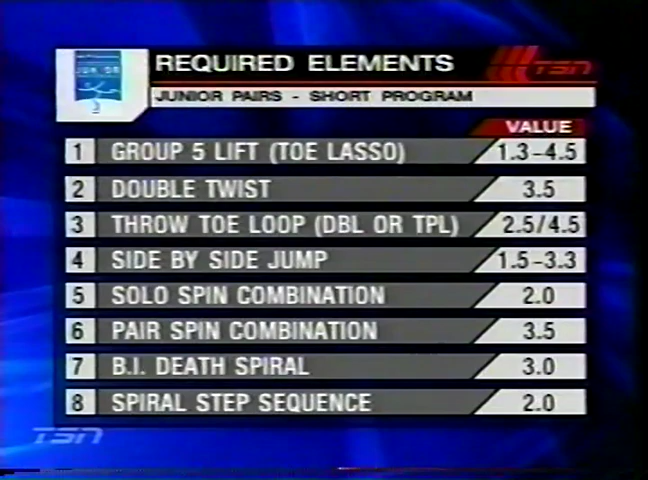 REQUIRED ELEMENTS
TSN
JUNIOR
JUNIOR PAIRS - SHORT PROGRAM
VALUE
1 GROUP 5 LIFT (TOE LASSO) 1.3-4.5
2 DOUBLE TWIST 3.5
3 THROW TOE LOOP (DBL OR TPL) 2.5/4.5
4 SIDE BY SIDE JUMP 1.5-3.3
5 SOLO SPIN COMBINATION 2.0
6 PAIR SPIN COMBINATION 3.5
7 B.I. DEATH SPIRAL 3.0
8 SPIRAL STEP SEQUENCE 2.0
TSN